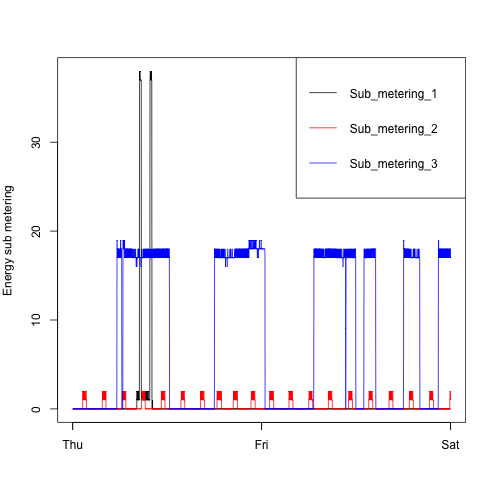 Sub_metering_1
Sub_metering_2
Sub_metering_3
Energy sub metering
30
20
10
0
Thu Fri Sat